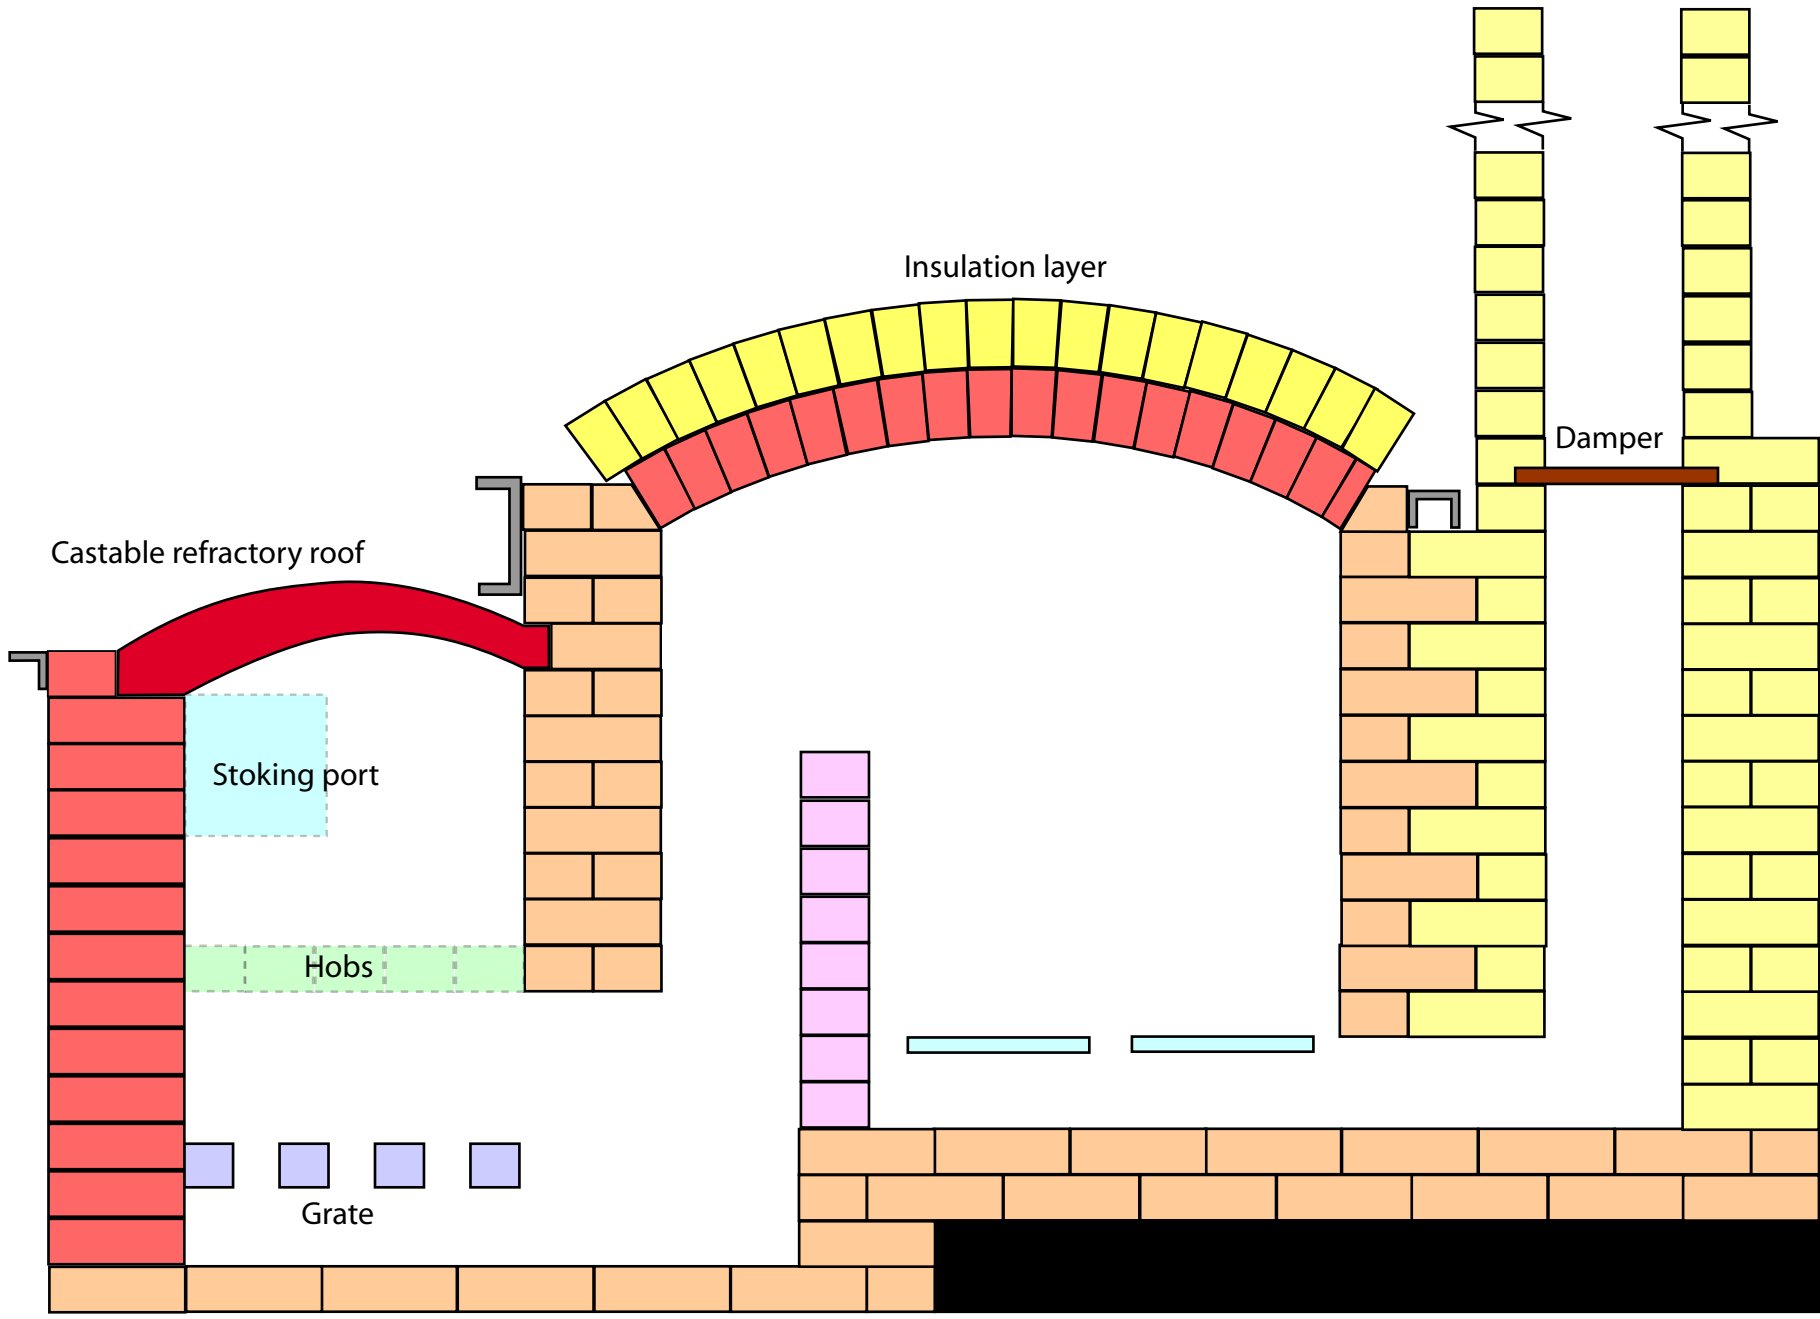 Insulation layer
Damper
Castable refractory roof
Stoking port
Hobs
Grate